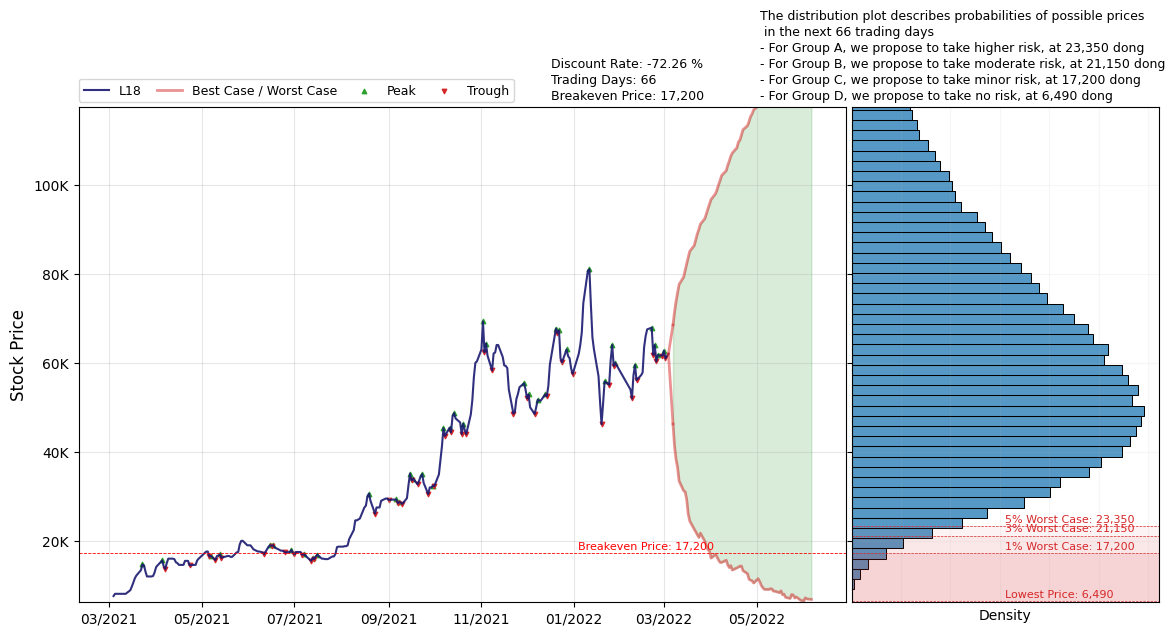 The distribution plot describes probabilities of possible prices
in the next 66 trading days
- For Group A, we propose to take higher risk, at 23,350 dong
- For Group B, we propose to take moderate risk, at 21,150 dong
- For Group C, we propose to take minor risk, at 17,200 dong
- For Group D, we propose to take no risk, at 6,490 dong
Discount Rate: -72.26 %
Trading Days: 66
Breakeven Price: 17,200
L18
Best Case / Worst Case
Peak
Trough
Stock Price
100K
80K
60K
40K
20K
Breakeven Price: 17,200
5% Worst Case: 23,350
3% Worst Case: 21,150
1% Worst Case: 17,200
Lowest Price: 6,490
03/2021
05/2021
07/2021
09/2021
11/2021
01/2022
03/2022
05/2022
Density